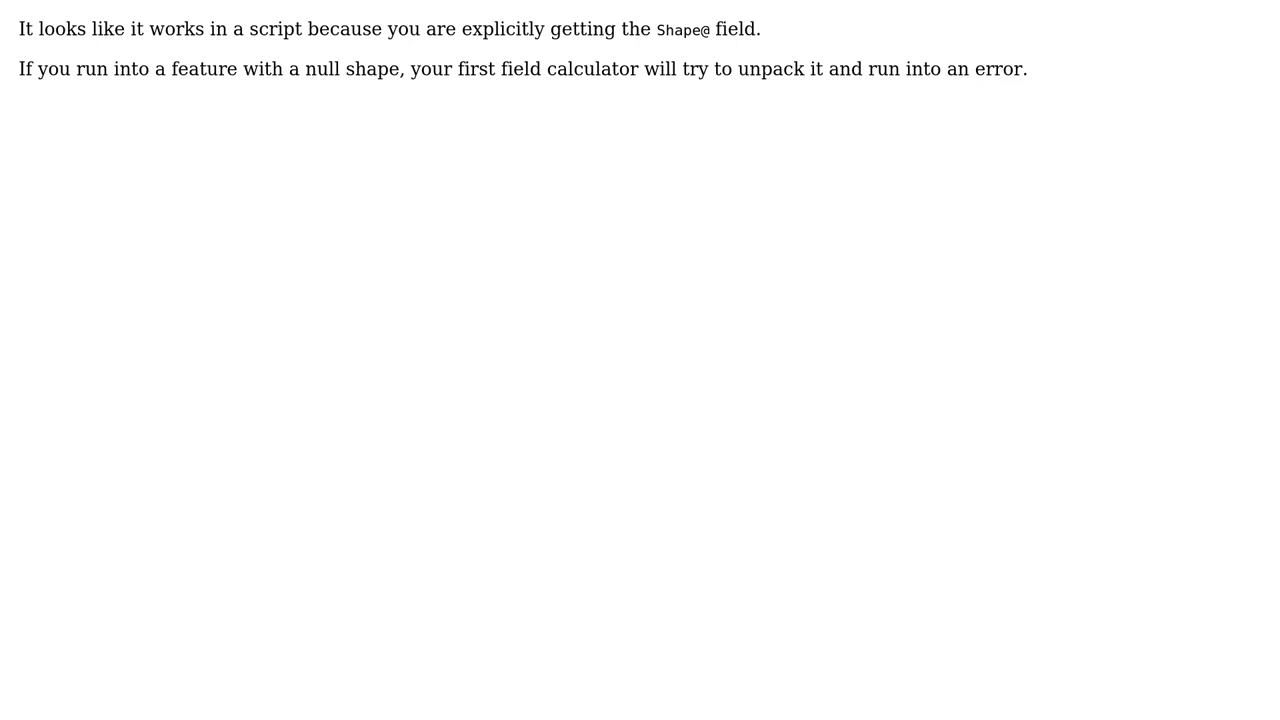 It looks like it works in a script because you are explicitly getting the Shape@ field.
If you run into a feature with a null shape, your first field calculator will try to unpack it and run into an error.